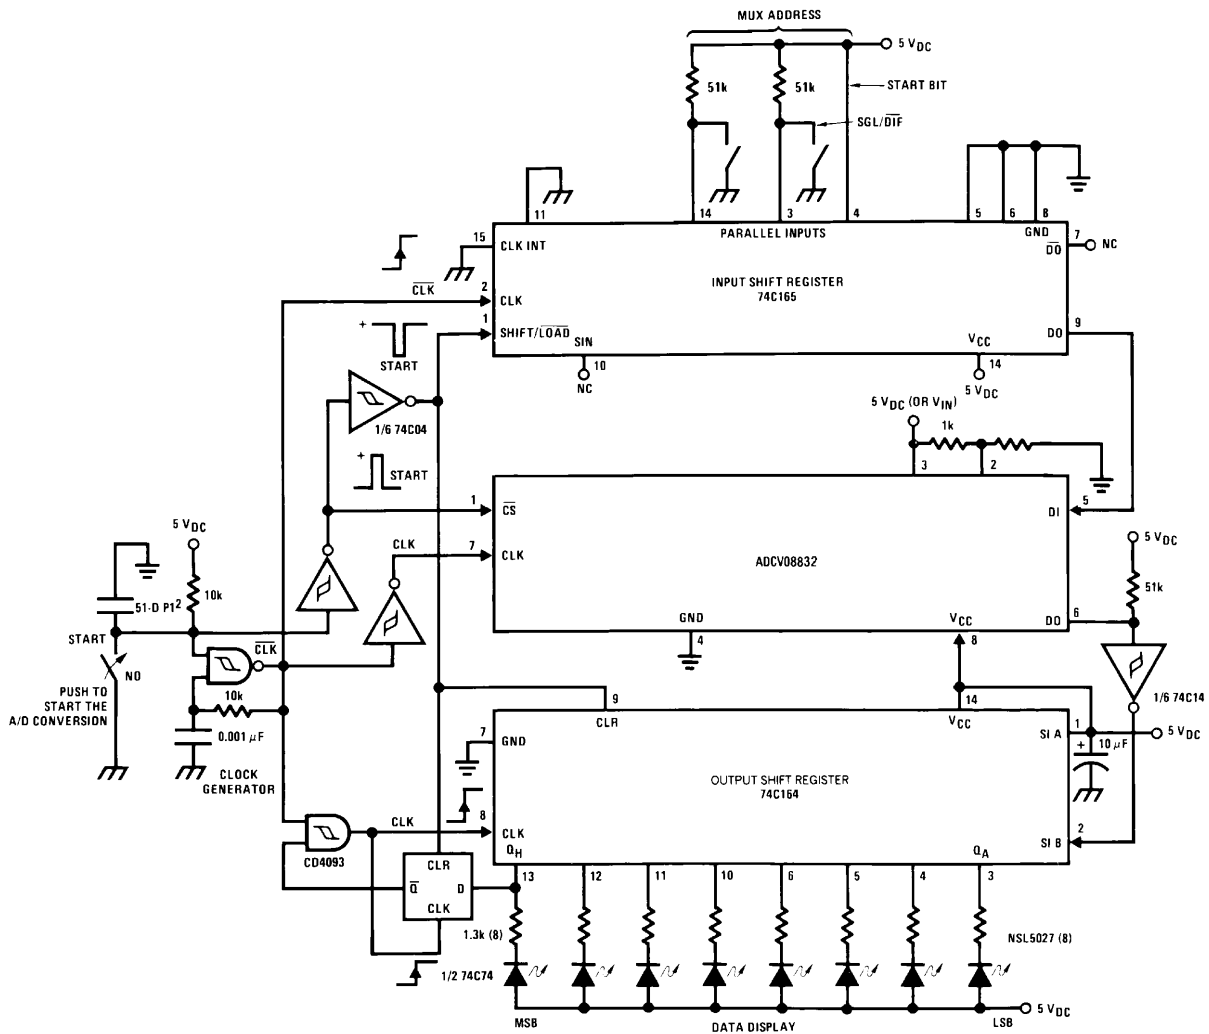 MUX ADDRESS
5 VDC
51k
51k
START BIT
SGL/DIF
11
14
3
4
5
6
8
GND
PARALLEL INPUTS
15
CLK INT
7
DO
NC
INPUT SHIFT REGISTER
74C165
CLK
2
CLK
1
SHIFT/LOAD
9
DO
+
START
SIN
10
NC
VCC
14
5 VDC
1/6 74C04
+
START
5 VDC (OR VIN)
1k
3
2
1
CS
5
DI
CLK
7
CLK
ADCV08832
5 VDC
51k
5 VDC
10k
51-D P1²
GND
4
VCC
8
DO
6
START
NO
CLK
PUSH TO
START THE
A/D CONVERSION
10k
0.001 µF
CLOCK
GENERATOR
1/6 74C14
9
CLR
14
VCC
7
GND
SI A
1
+
10 µF
5 VDC
OUTPUT SHIFT REGISTER
74C164
CLK
8
CLK
2
SI B
CD4093
QH
QA
CLR
Q
D
CLK
13
12
11
10
6
5
4
3
1.3k (8)
NSL5027 (8)
1/2 74C74
MSB
DATA DISPLAY
LSB
5 VDC